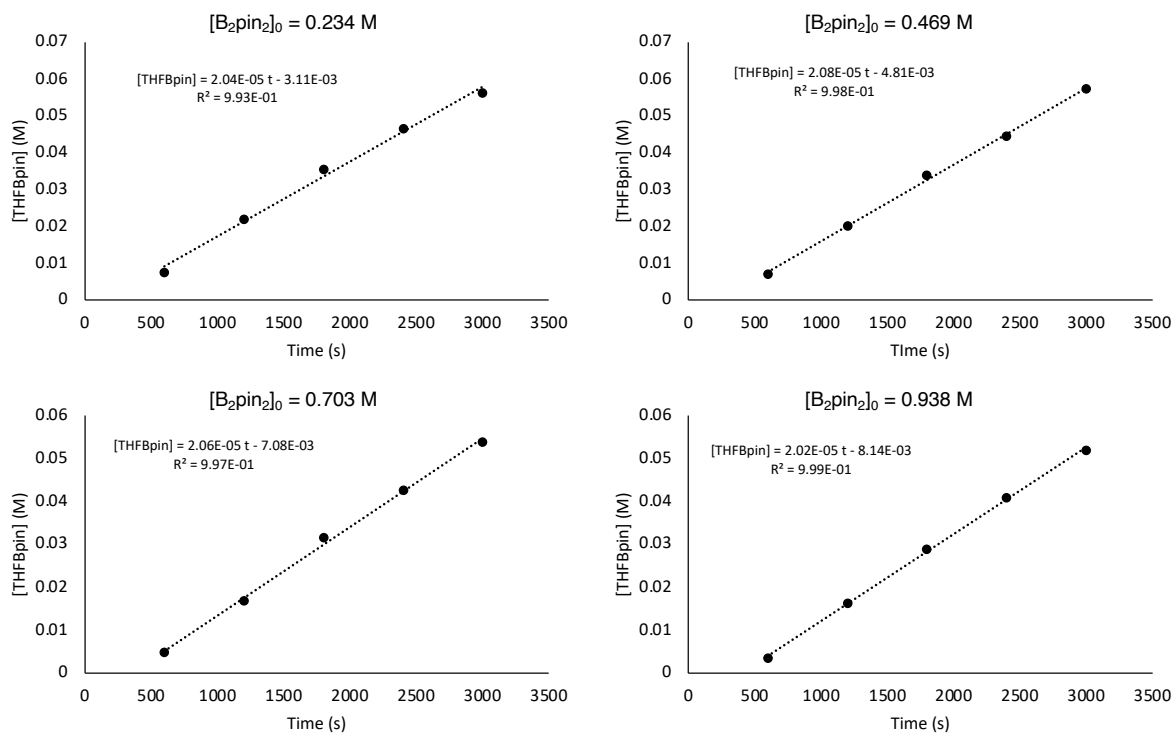 [B₂pin₂]₀ = 0.234 M
0.07
0.06
0.05
0.04
0.03
0.02
0.01
0
[THFBpin] (M)
[THFBpin] = 2.04E-05 t - 3.11E-03
R² = 9.93E-01
0 500 1000 1500 2000 2500 3000 3500
Time (s)
[B₂pin₂]₀ = 0.469 M
0.07
0.06
0.05
0.04
0.03
0.02
0.01
0
[THFBpin] (M)
[THFBpin] = 2.08E-05 t - 4.81E-03
R² = 9.98E-01
0 500 1000 1500 2000 2500 3000 3500
TIme (s)
[B₂pin₂]₀ = 0.703 M
0.06
0.05
0.04
0.03
0.02
0.01
0
[THFBpin] (M)
[THFBpin] = 2.06E-05 t - 7.08E-03
R² = 9.97E-01
0 500 1000 1500 2000 2500 3000 3500
Time (s)
[B₂pin₂]₀ = 0.938 M
0.06
0.05
0.04
0.03
0.02
0.01
0
[THFBpin] (M)
[THFBpin] = 2.02E-05 t - 8.14E-03
R² = 9.99E-01
0 500 1000 1500 2000 2500 3000 3500
Time (s)